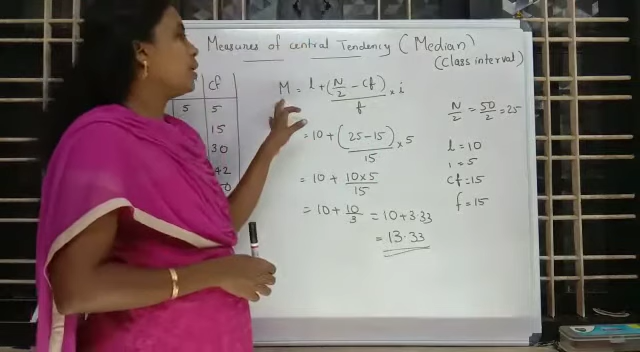 Measures of central Tendency (Median)
(Class interval)
cf
5 5
15
30
42
M = l + (N/2 - cf)/f × i
= 10 + (25-15)/15 × 5
= 10 + 10×5/15
= 10 + 10/3 = 10 + 3.33
= 13.33
N/2 = 50/2 = 25
l = 10
i = 5
cf = 15
f = 15